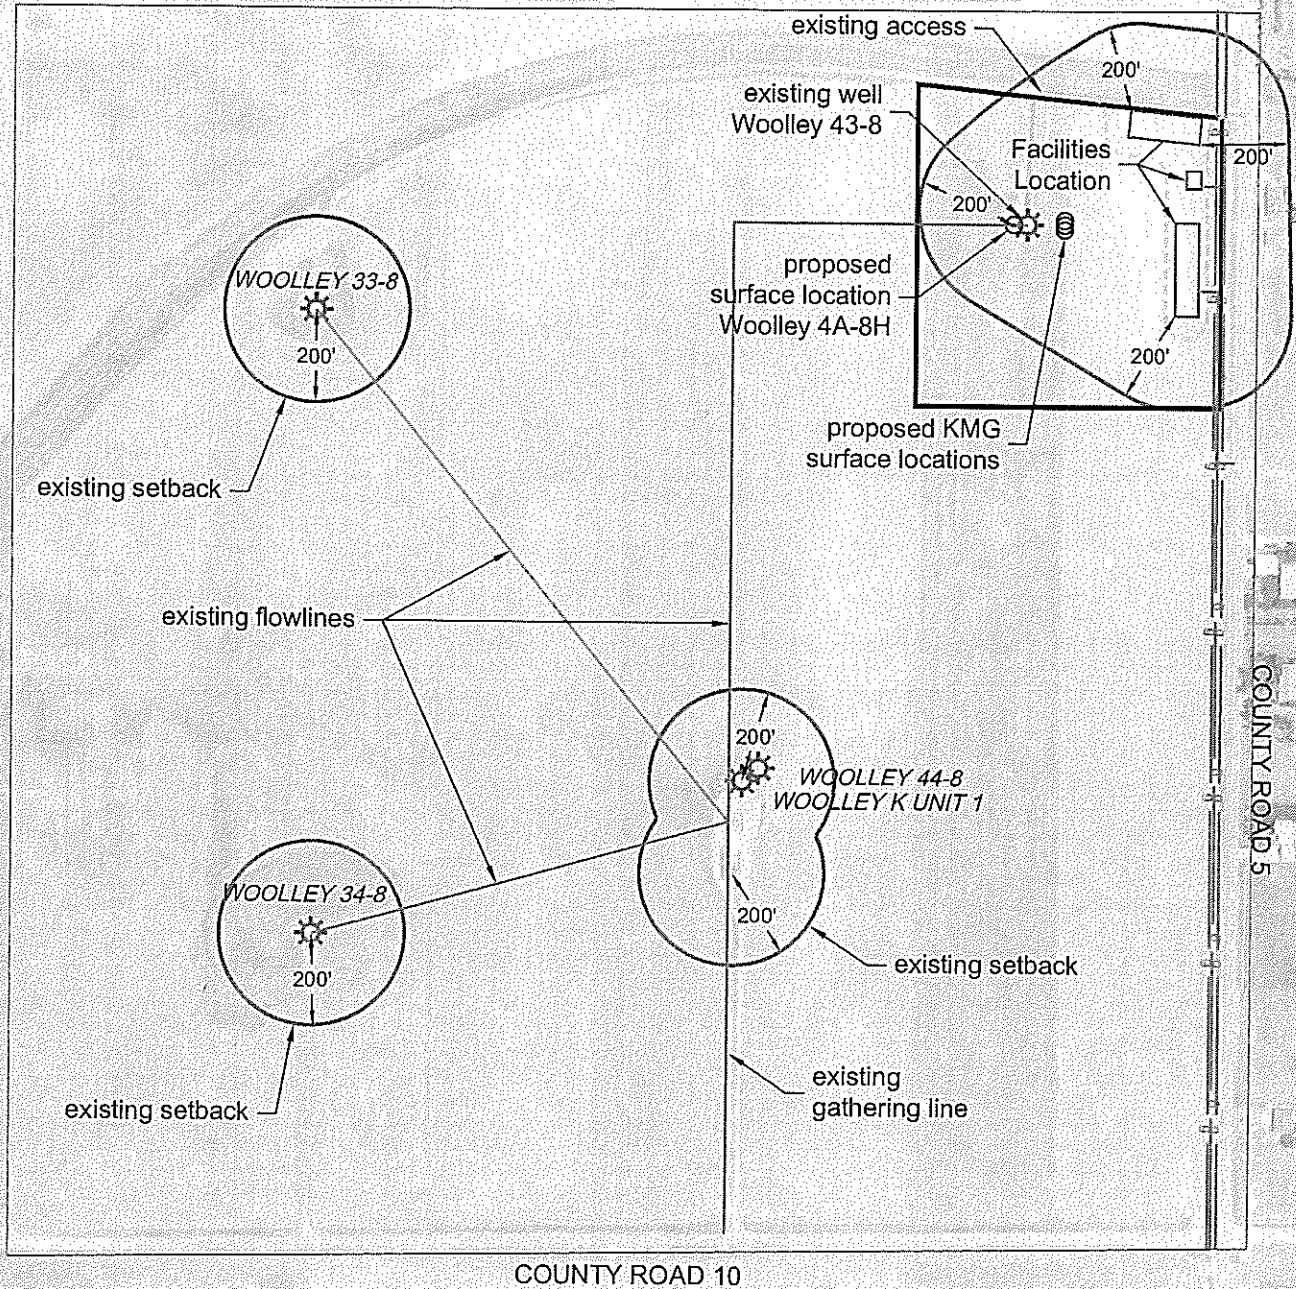 existing access
200'
existing well
Woolley 43-8
Facilities
Location
200'
200'
WOOLLEY 33-8
proposed
surface location
Woolley 4A-8H
200'
200'
proposed KMG
surface locations
existing setback
existing flowlines
COUNTY ROAD 5
200'
WOOLLEY 44-8
WOOLLEY K UNIT 1
WOOLLEY 34-8
200'
existing setback
200'
existing
gathering line
existing setback
COUNTY ROAD 10